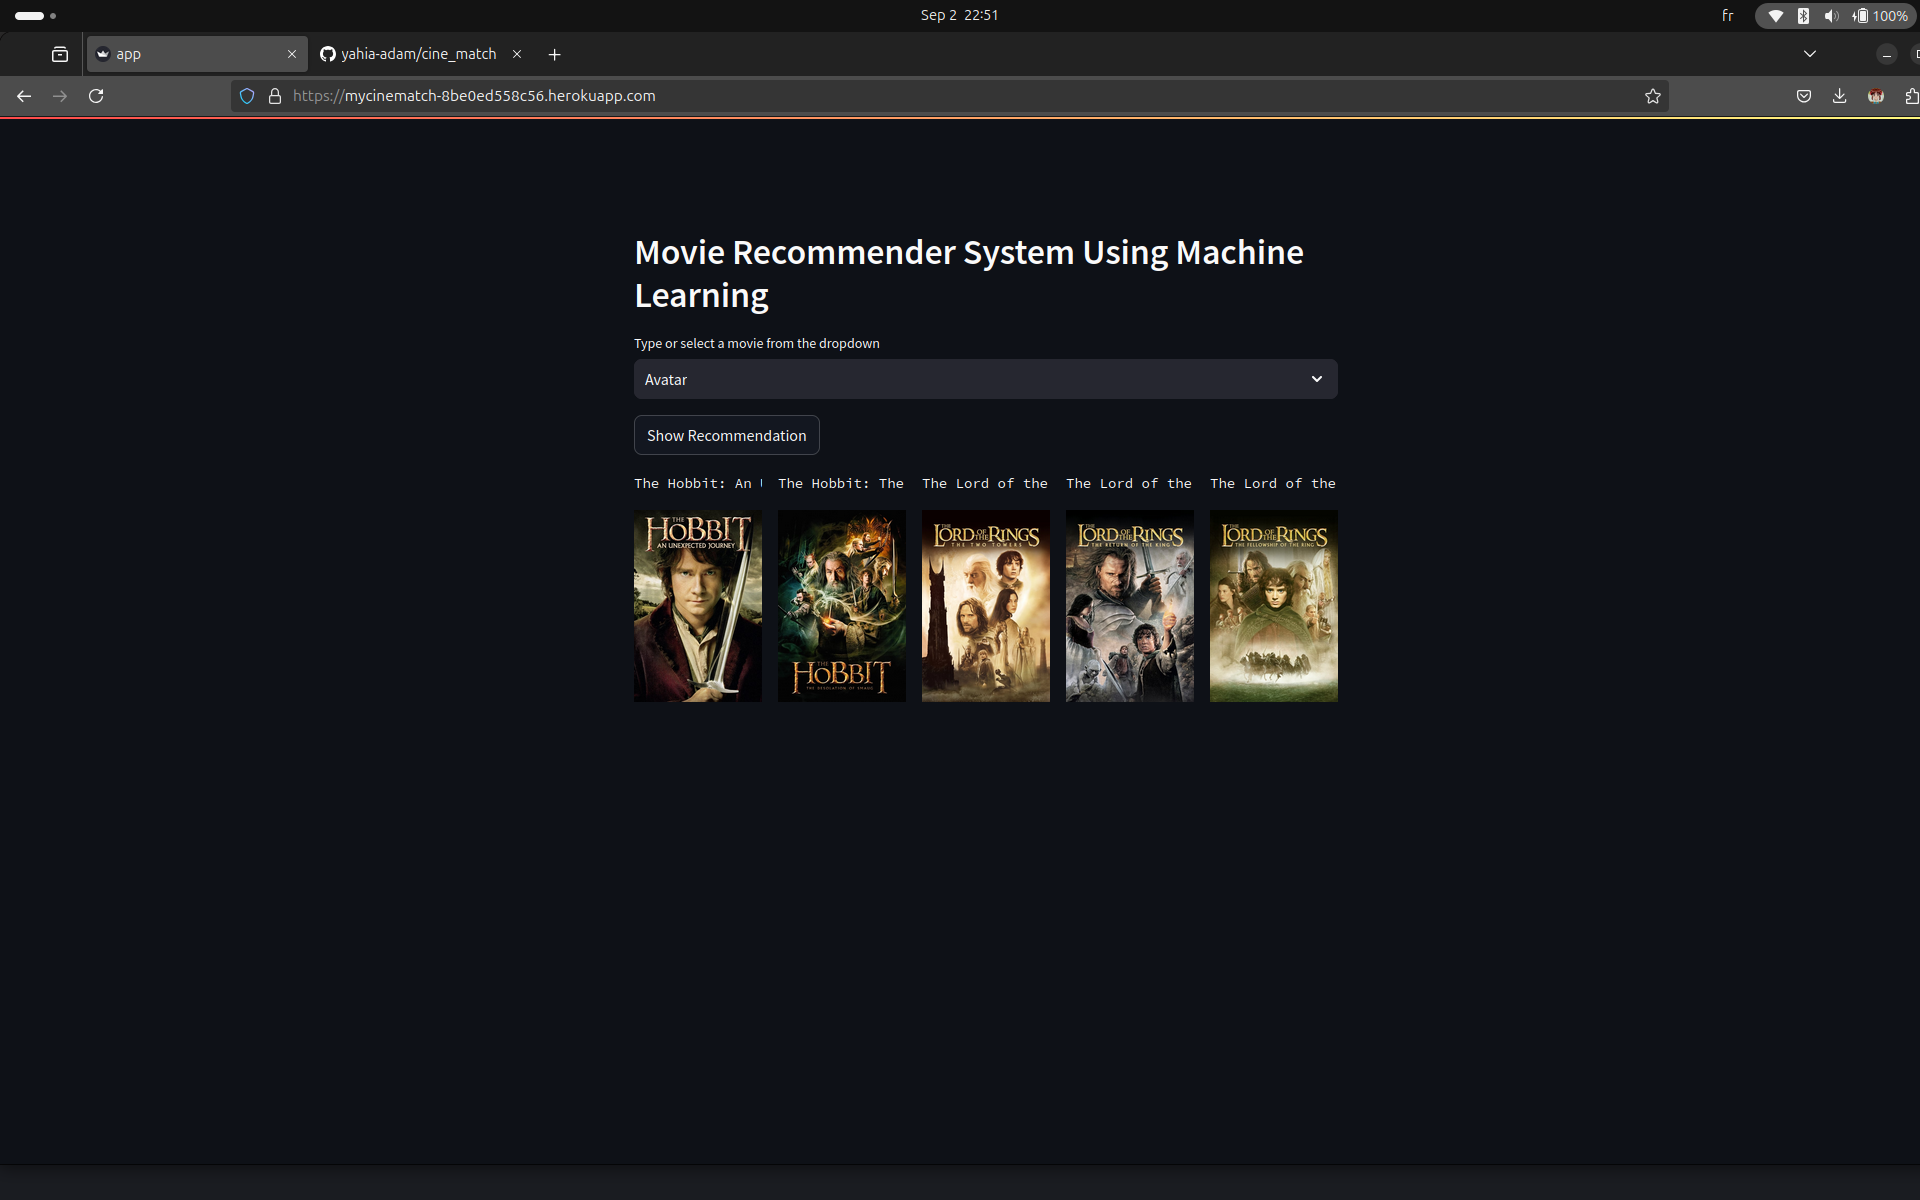 Sep 2 22:51
fr
100%
app
yahia-adam/cine_match
https://mycinematch-8be0ed558c56.herokuapp.com
Movie Recommender System Using Machine
Learning
Type or select a movie from the dropdown
Avatar
Show Recommendation
The Hobbit: An
The Hobbit: The
The Lord of the
The Lord of the
The Lord of the
THE
HOBBIT
AN UNEXPECTED JOURNEY
THE
HOBBIT
THE DESOLATION OF SMAUG
THE
LORD OF THE RINGS
THE TWO TOWERS
THE
LORD OF THE RINGS
THE RETURN OF THE KING
THE
LORD OF THE RINGS
THE FELLOWSHIP OF THE RING